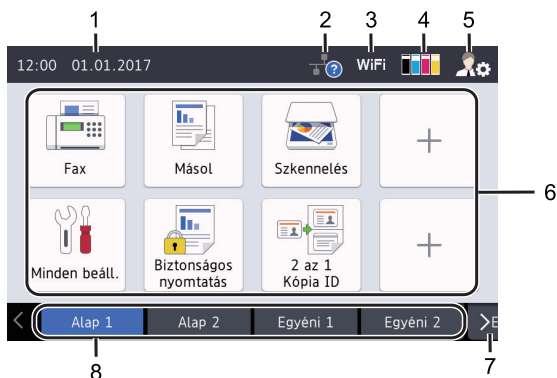 1 2 3 4 5
12:00 01.01.2017 WiFi
Fax Másol Szkennelés
6
Minden beáll. Biztonságos nyomtatás 2 az 1 Kópia ID
< Alap 1 Alap 2 Egyéni 1 Egyéni 2 >E
8 7